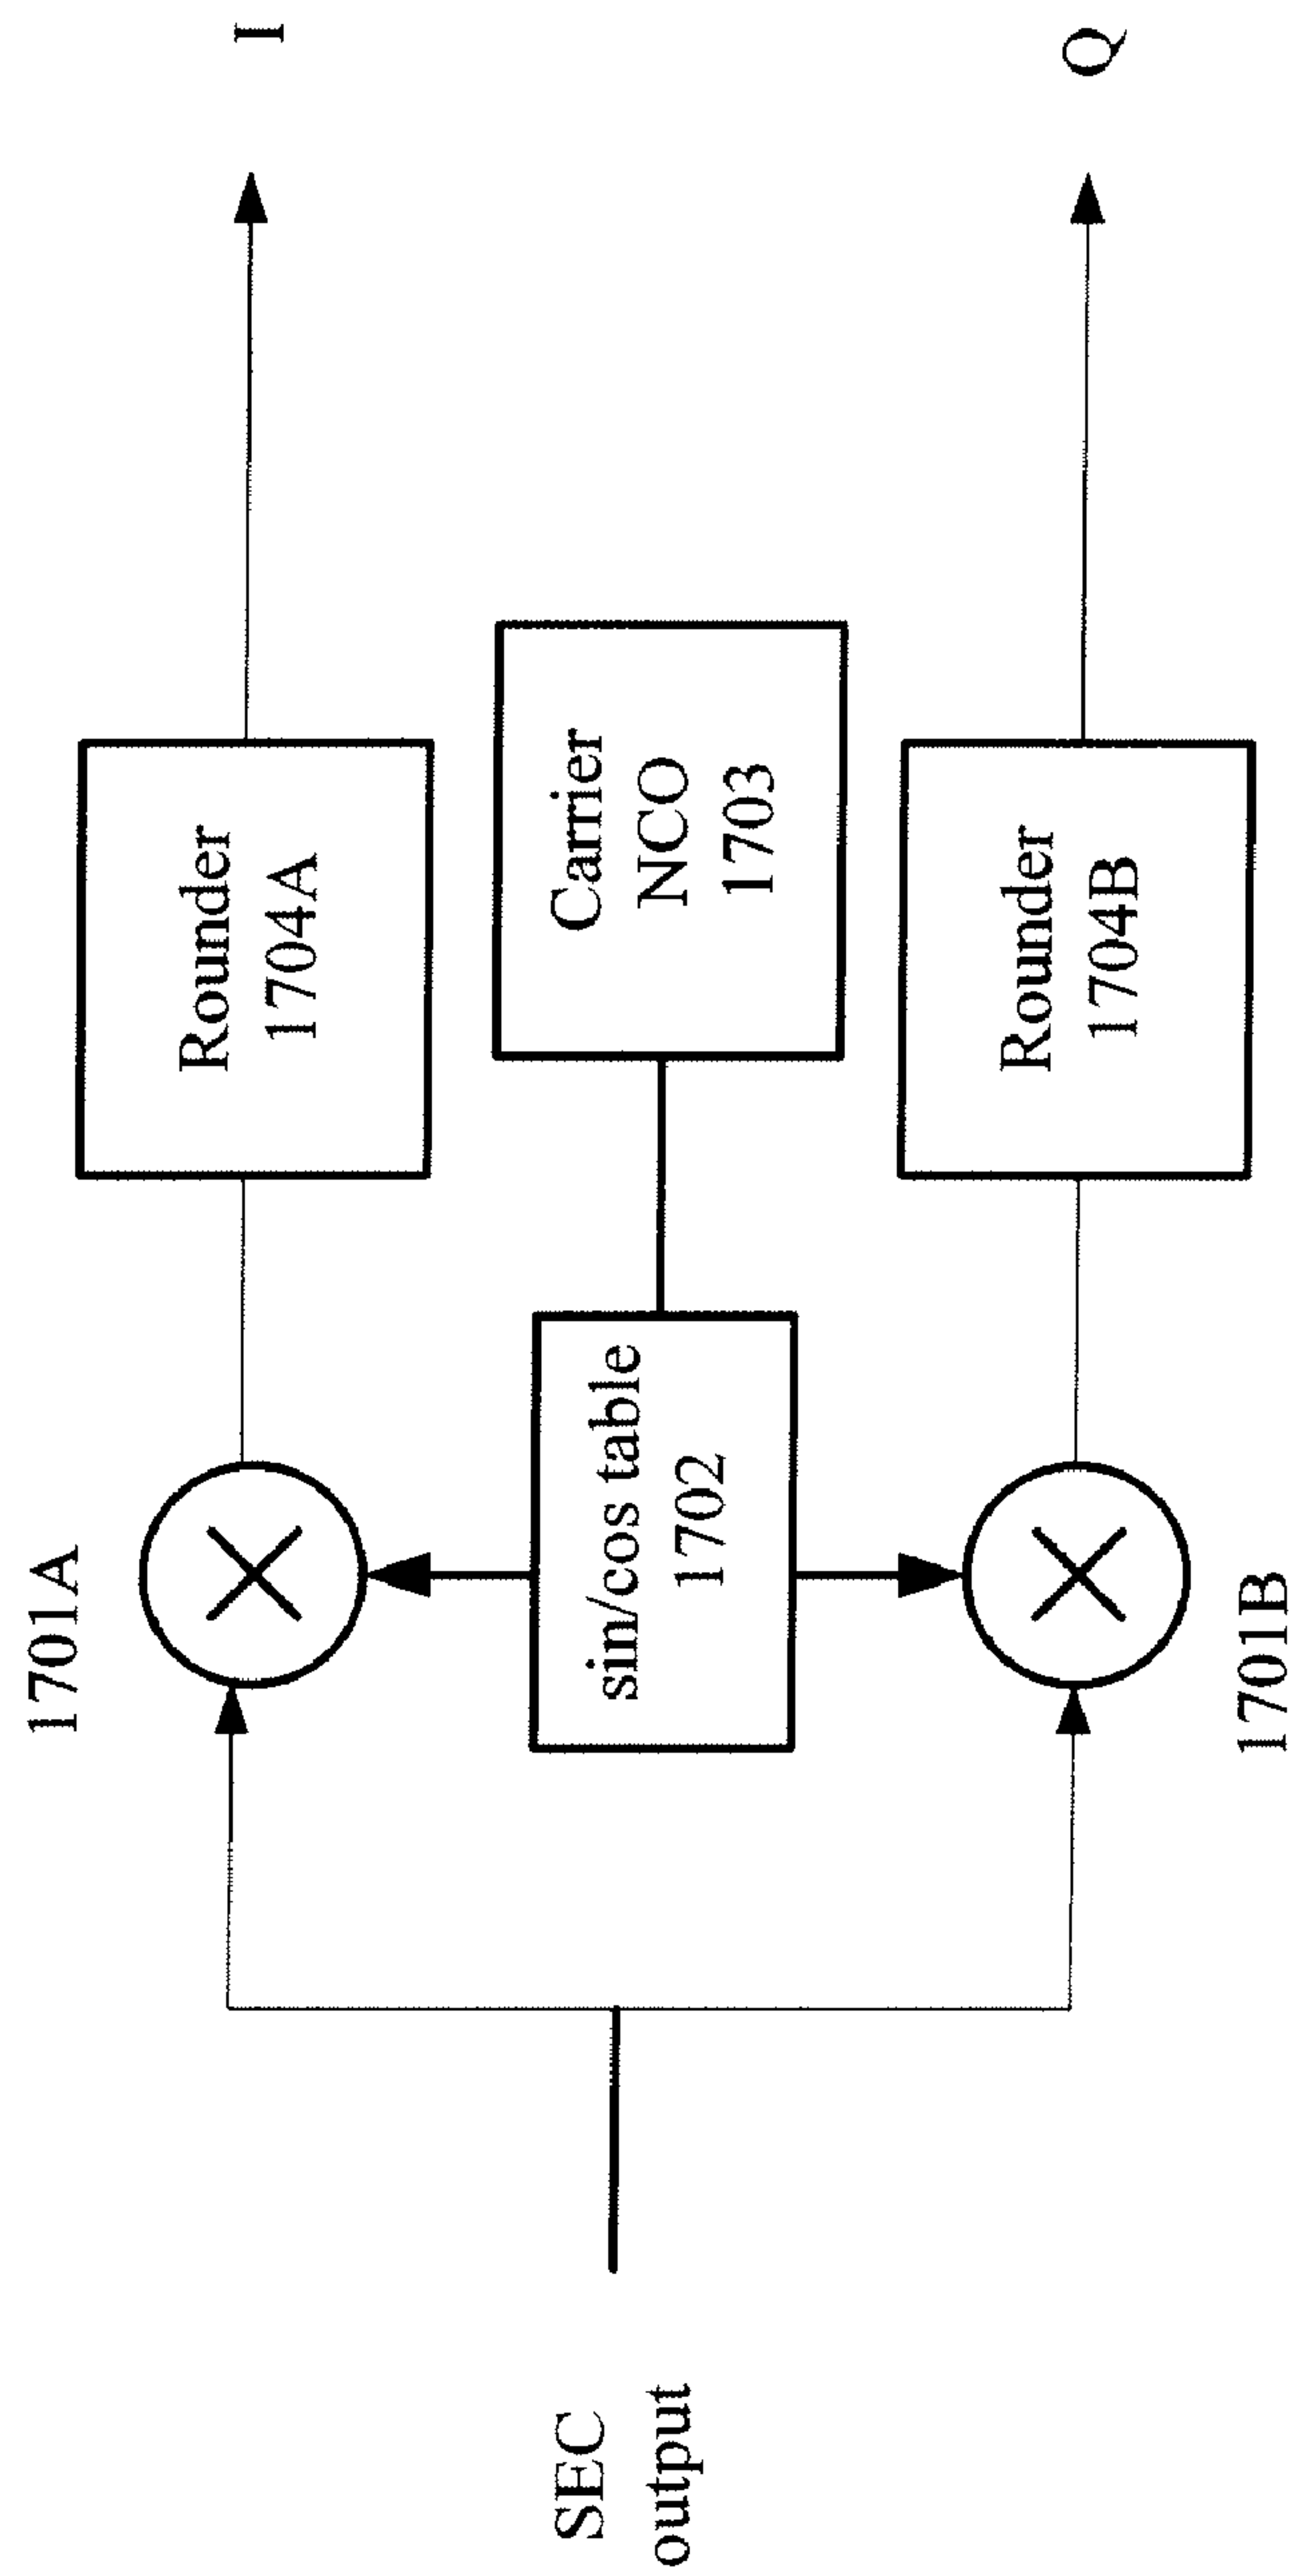 1701A
Rounder
1704A
I
SEC
output
sin/cos table
1702
Carrier
NCO
1703
1701B
Rounder
1704B
Q